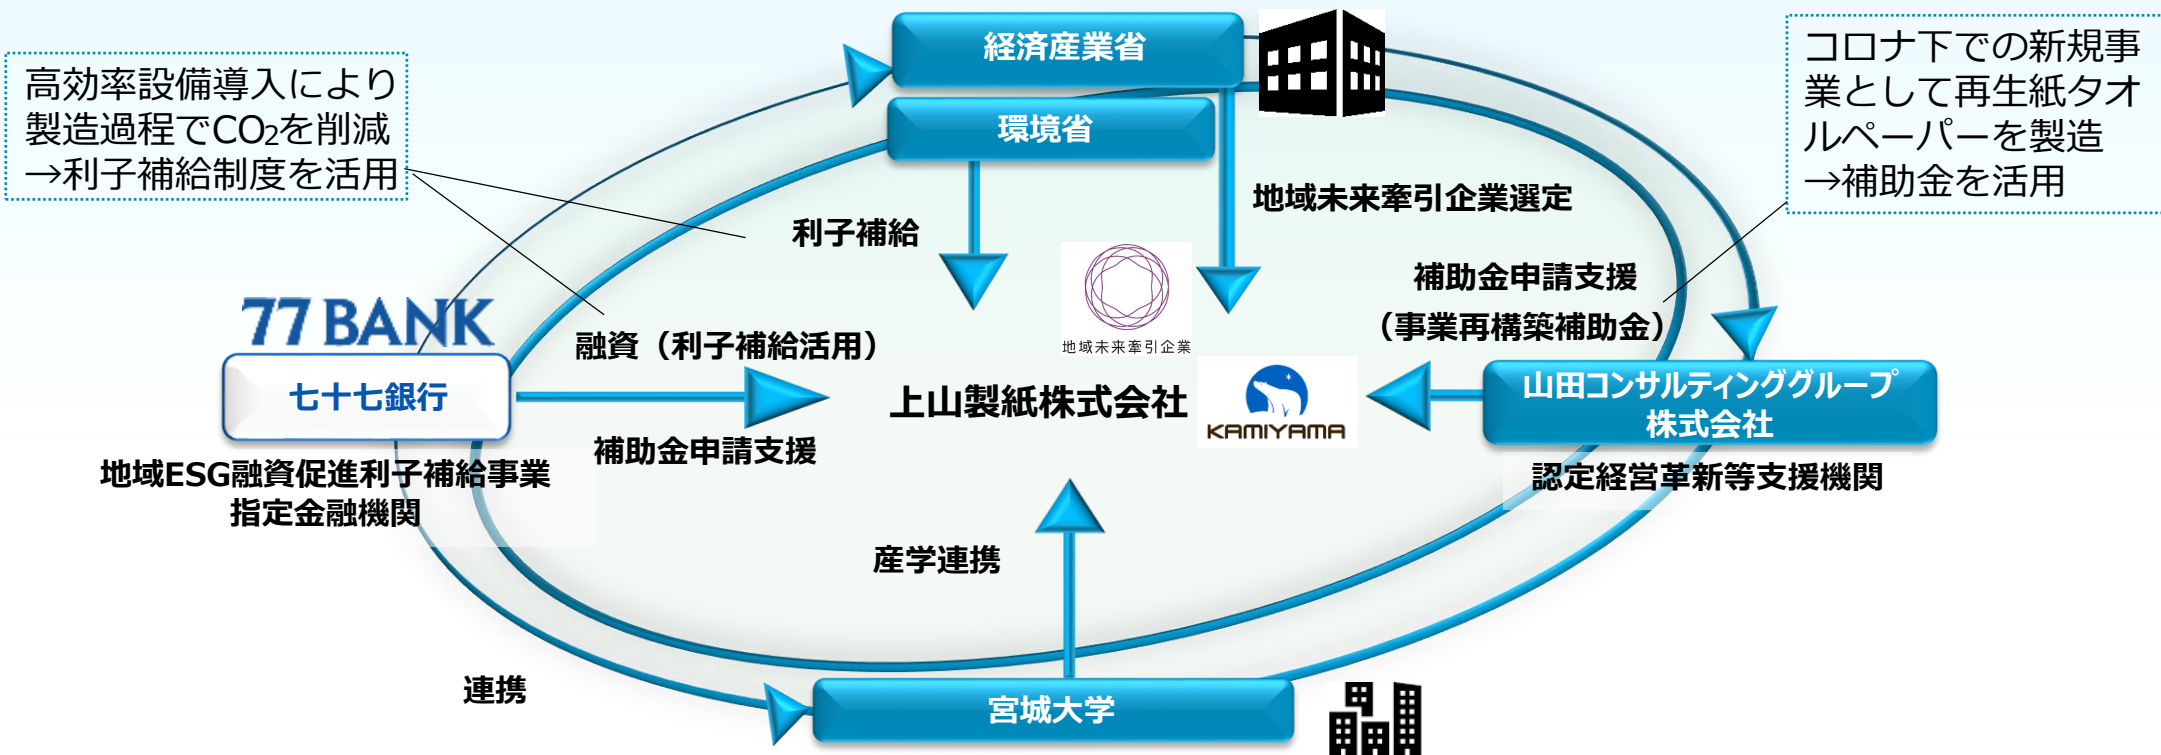 経済産業省
環境省
高効率設備導入により
製造過程でCO₂を削減
→利子補給制度を活用
コロナ下での新規事
業として再生紙タオ
ルペーパーを製造
→補助金を活用
利子補給
地域未来牽引企業選定
地域未来牽引企業
補助金申請支援
（事業再構築補助金）
77 BANK
七十七銀行
地域ESG融資促進利子補給事業
指定金融機関
融資（利子補給活用）
補助金申請支援
上山製紙株式会社
KAMIYAMA
山田コンサルティンググループ
株式会社
認定経営革新等支援機関
産学連携
連携
宮城大学